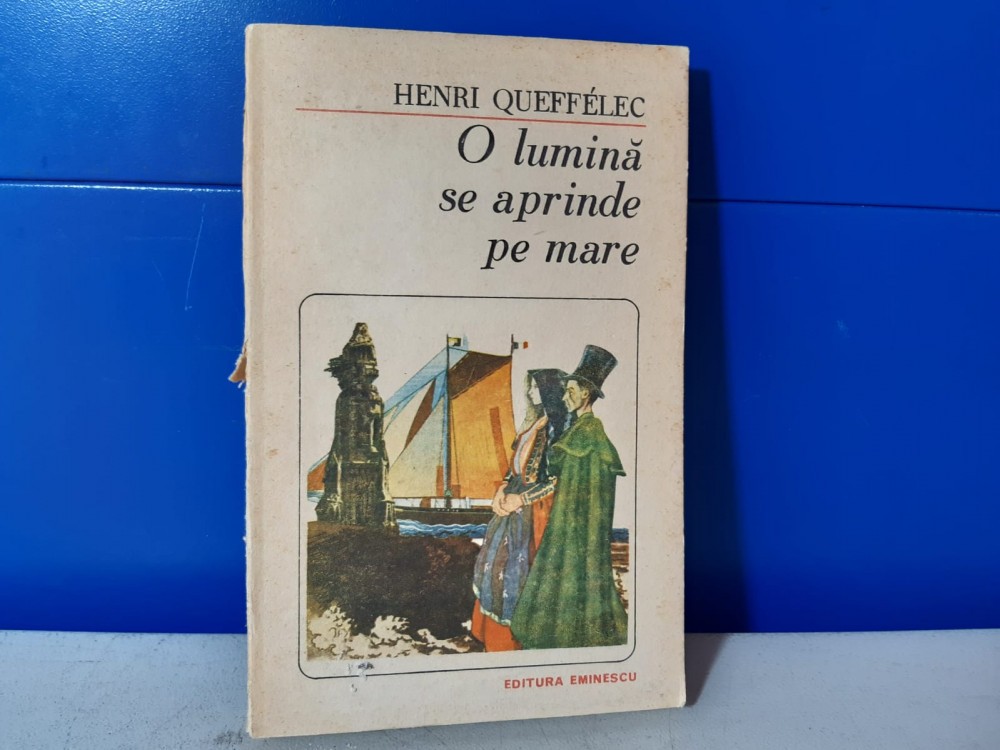 HENRI QUEFFÉLEC
O lumină
se aprinde
pe mare
EDITURA EMINESCU